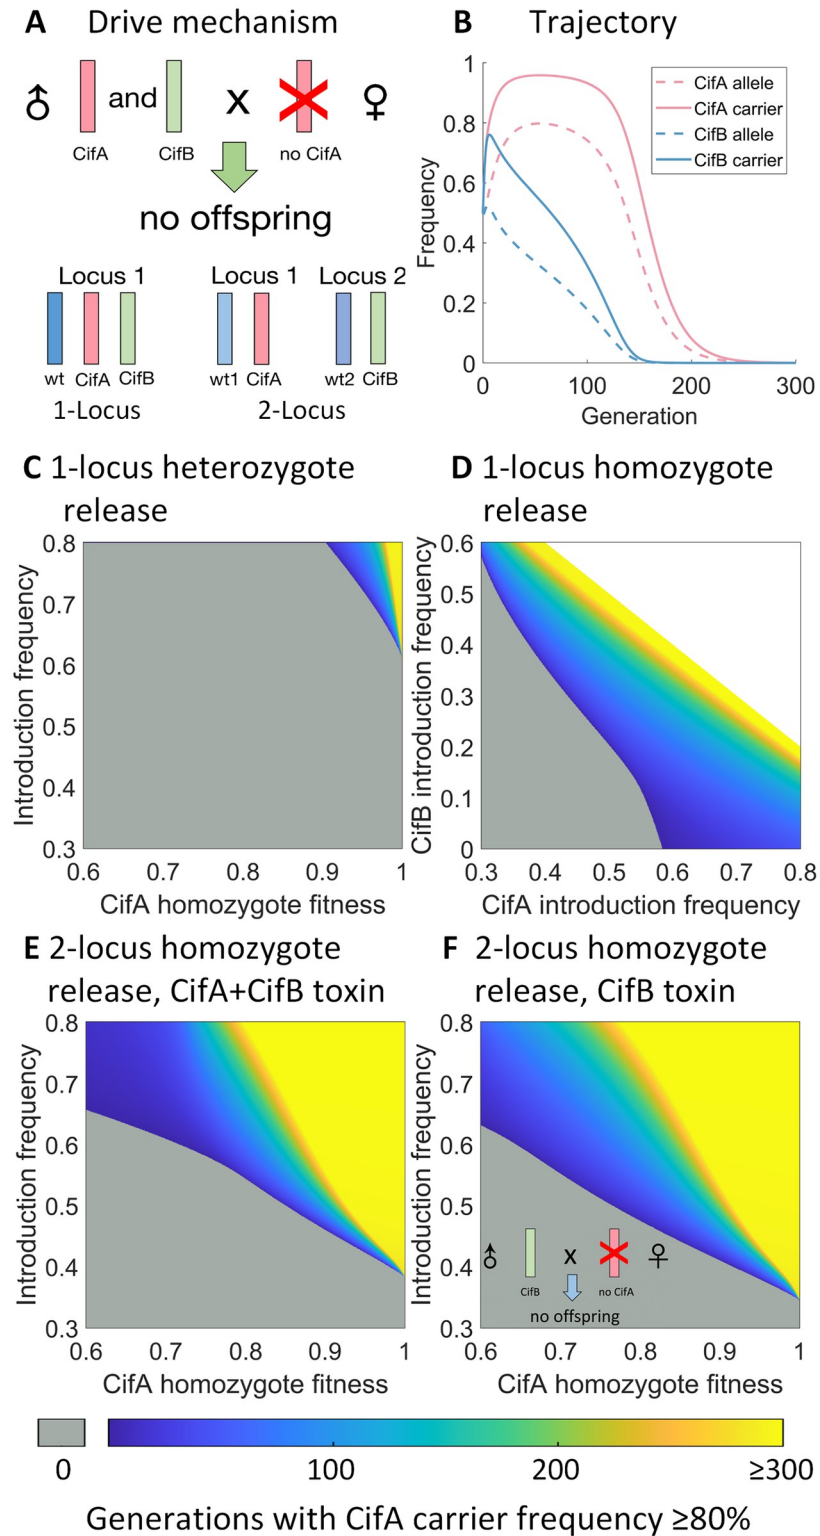 A Drive mechanism
♂ and x ♀
CifA CifB no CifA
no offspring
Locus 1
wt CifA CifB
1-Locus
Locus 1 Locus 2
wt1 CifA wt2 CifB
2-Locus
B Trajectory
Frequency
1
0.8
0.6
0.4
0.2
0
0 100 200 300
Generation
CifA allele
CifA carrier
CifB allele
CifB carrier
C 1-locus heterozygote
release
Introduction frequency
0.8
0.7
0.6
0.5
0.4
0.3
0.6 0.7 0.8 0.9 1
CifA homozygote fitness
D 1-locus homozygote
release
CifB introduction frequency
0.6
0.5
0.4
0.3
0.2
0.1
0
0.3 0.4 0.5 0.6 0.7 0.8
CifA introduction frequency
E 2-locus homozygote
release, CifA+CifB toxin
Introduction frequency
0.8
0.7
0.6
0.5
0.4
0.3
0.6 0.7 0.8 0.9 1
CifA homozygote fitness
F 2-locus homozygote
release, CifB toxin
Introduction frequency
0.8
0.7
0.6
0.5
0.4
0.3
♂ x ♀
CifB no CifA
no offspring
0.6 0.7 0.8 0.9 1
CifA homozygote fitness
0 100 200 ≥300
Generations with CifA carrier frequency ≥80%